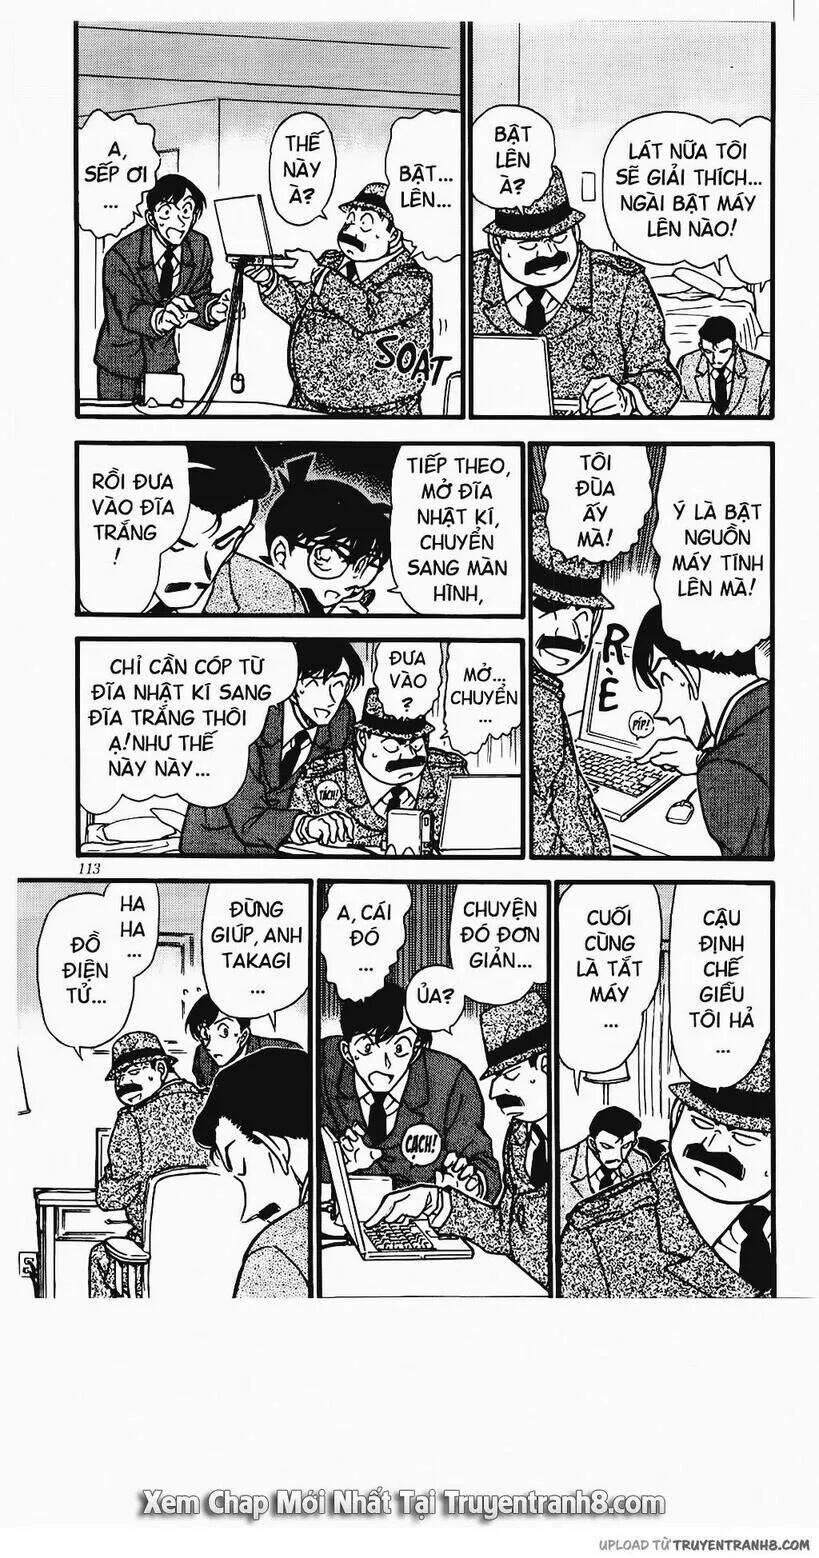 LÁT NỮA TÔI
SẼ GIẢI THÍCH...
NGÀI BẬT MÁY
LÊN NÀO!
BẬT
LÊN
À?
BẬT...
LÊN...
THẾ
NÀY
À?
SOẠT
A,
SẾP ƠI
...
Ý LÀ BẬT
NGUỒN
MÁY TÍNH
LÊN MÀ!
TÔI
ĐÙA
ẤY
MÀ!
RÈ
PÍP!
TIẾP THEO,
MỞ ĐĨA
NHẬT KÍ,
CHUYỂN
SANG MÀN
HÌNH,
RỒI ĐƯA
VÀO ĐĨA
TRẮNG
!
MỞ...
CHUYỂN
...
ĐƯA
VÀO
?
TÁCH!
CHỈ CẦN CÓP TỪ
ĐĨA NHẬT KÍ SANG
ĐĨA TRẮNG THÔI
Ạ! NHƯ THẾ
NÀY NÀY...
113
CẬU
ĐỊNH
CHẾ
GIỄU
TÔI HẢ
...
CUỐI
CÙNG
LÀ TẮT
MÁY
...
CHUYỆN
ĐÓ ĐƠN
GIẢN...
ỦA?
A, CÁI
ĐÓ
...
CẠCH!
ĐỪNG
GIÚP, ANH
TAKAGI
...
HA
HA
...
ĐỒ
ĐIỆN
TỬ...
Xem Chap Mới Nhất Tại Truyentranh8.com
UPLOAD TỪ TRUYENTRANH8.COM